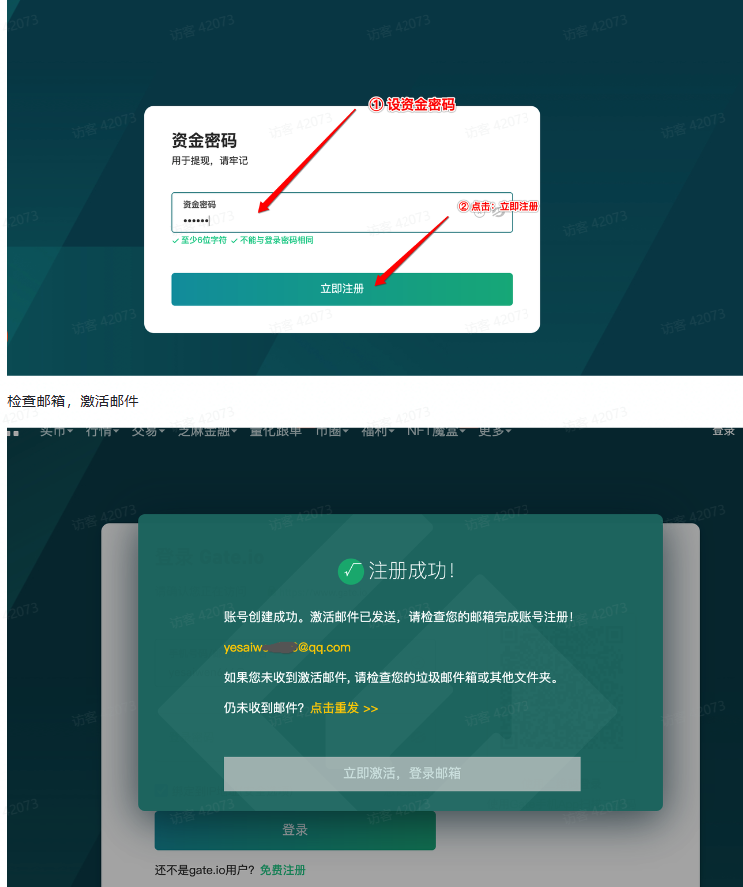 ① 设资金密码
资金密码
用于提现，请牢记
资金密码
② 点击：立即注册
至少6位字符 不能与登录密码相同
立即注册
检查邮箱，激活邮件
买币 行情 交易 芝麻金融 量化跟单 币圈 福利 NFT魔盒 更多 登录
注册成功！
账号创建成功。激活邮件已发送，请检查您的邮箱完成账号注册！
yesaiw @qq.com
如果您未收到激活邮件, 请检查您的垃圾邮件箱或其他文件夹。
仍未收到邮件？点击重发 >>
立即激活，登录邮箱
登录
还不是gate.io用户？免费注册
访客 42073